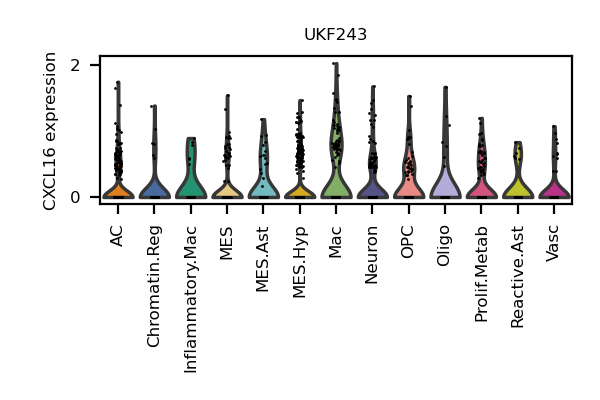 UKF243
CXCL16 expression
2
0
AC
Chromatin.Reg
Inflammatory.Mac
MES
MES.Ast
MES.Hyp
Mac
Neuron
OPC
Oligo
Prolif.Metab
Reactive.Ast
Vasc